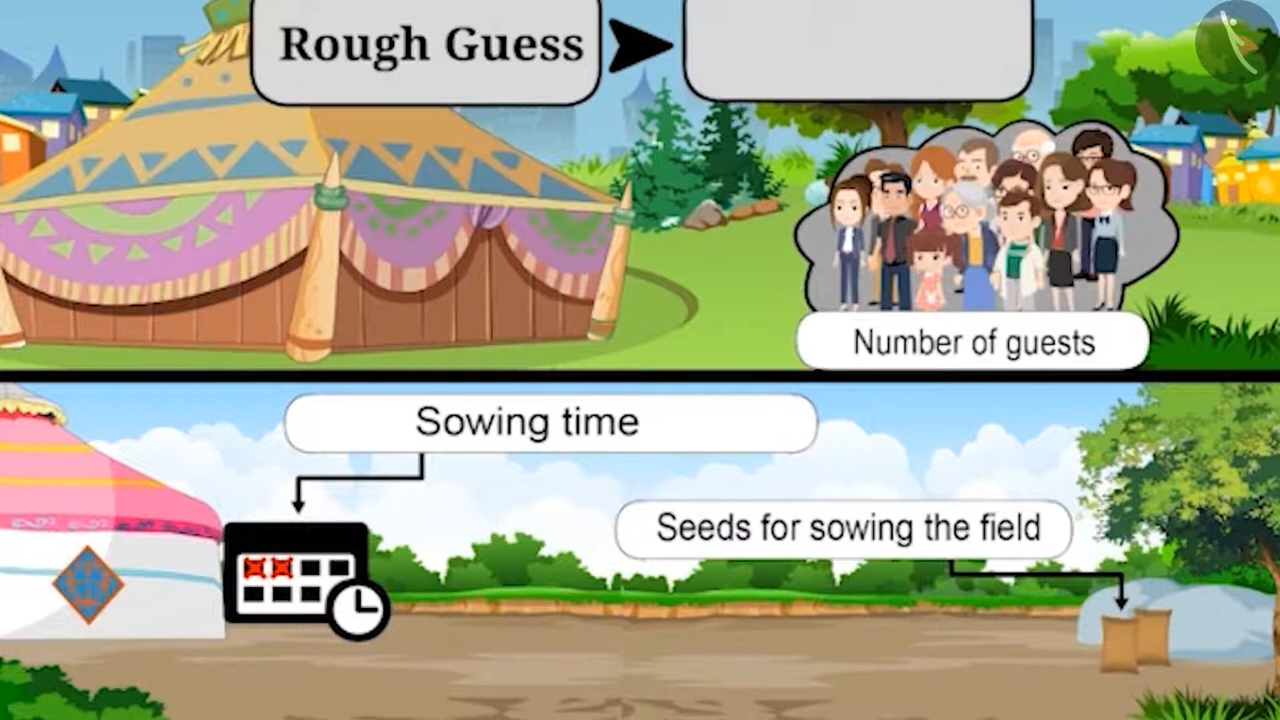 Rough Guess
Number of guests
Sowing time
Seeds for sowing the field